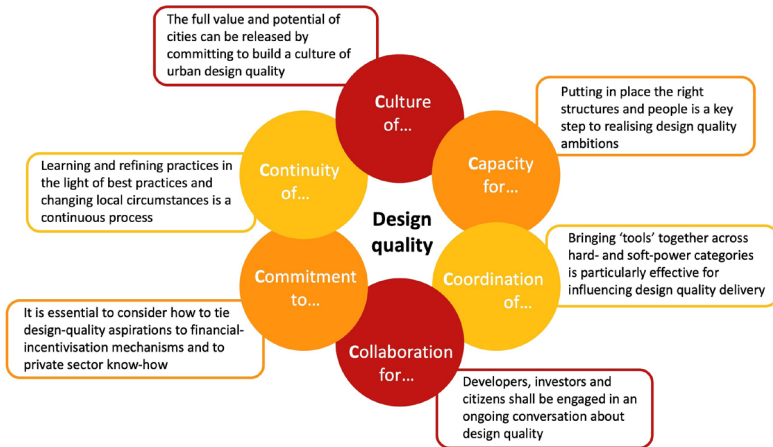 The full value and potential of
cities can be released by
committing to build a culture of
urban design quality
Culture
of...
Putting in place the right
structures and people is a key
step to realising design quality
ambitions
Capacity
for...
Bringing ‘tools’ together across
hard- and soft-power categories
is particularly effective for
influencing design quality delivery
Coordination
of...
Developers, investors and
citizens shall be engaged in an
ongoing conversation about
design quality
Collaboration
for...
It is essential to consider how to tie
design-quality aspirations to financial-
incentivisation mechanisms and to
private sector know-how
Commitment
to...
Learning and refining practices in
the light of best practices and
changing local circumstances is a
continuous process
Continuity
of...
Design
quality